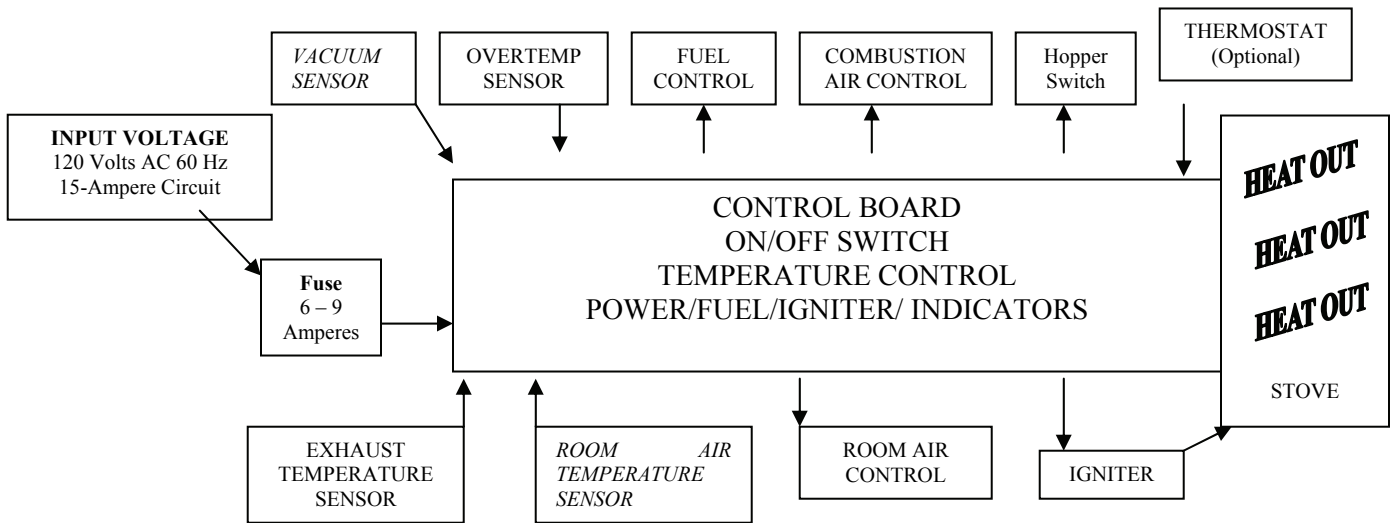 VACUUM
SENSOR
OVERTEMP
SENSOR
FUEL
CONTROL
COMBUSTION
AIR CONTROL
Hopper
Switch
THERMOSTAT
(Optional)
INPUT VOLTAGE
120 Volts AC 60 Hz
15-Ampere Circuit
Fuse
6 – 9
Amperes
CONTROL BOARD
ON/OFF SWITCH
TEMPERATURE CONTROL
POWER/FUEL/IGNITER/ INDICATORS
HEAT OUT
HEAT OUT
HEAT OUT
STOVE
EXHAUST
TEMPERATURE
SENSOR
ROOM AIR
TEMPERATURE
SENSOR
ROOM AIR
CONTROL
IGNITER